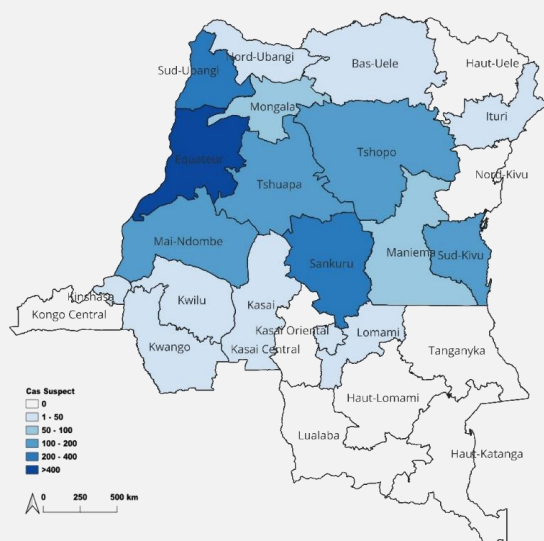 Nord-Ubangi
Sud-Ubangi
Bas-Uele
Haut-Uele
Mongala
Ituri
Equateur
Tshopo
Nord-Kivu
Tshuapa
Mai-Ndombe
Sankuru
Maniema
Sud-Kivu
Kinshasa
Kongo Central
Kwilu
Kasai
Kasai Oriental
Lomami
Kwango
Kasai Central
Tanganyka
Haut-Lomami
Lualaba
Haut-Katanga
Cas Suspect
0
1 - 50
50 - 100
100 - 200
200 - 400
>400
0 250 500 km